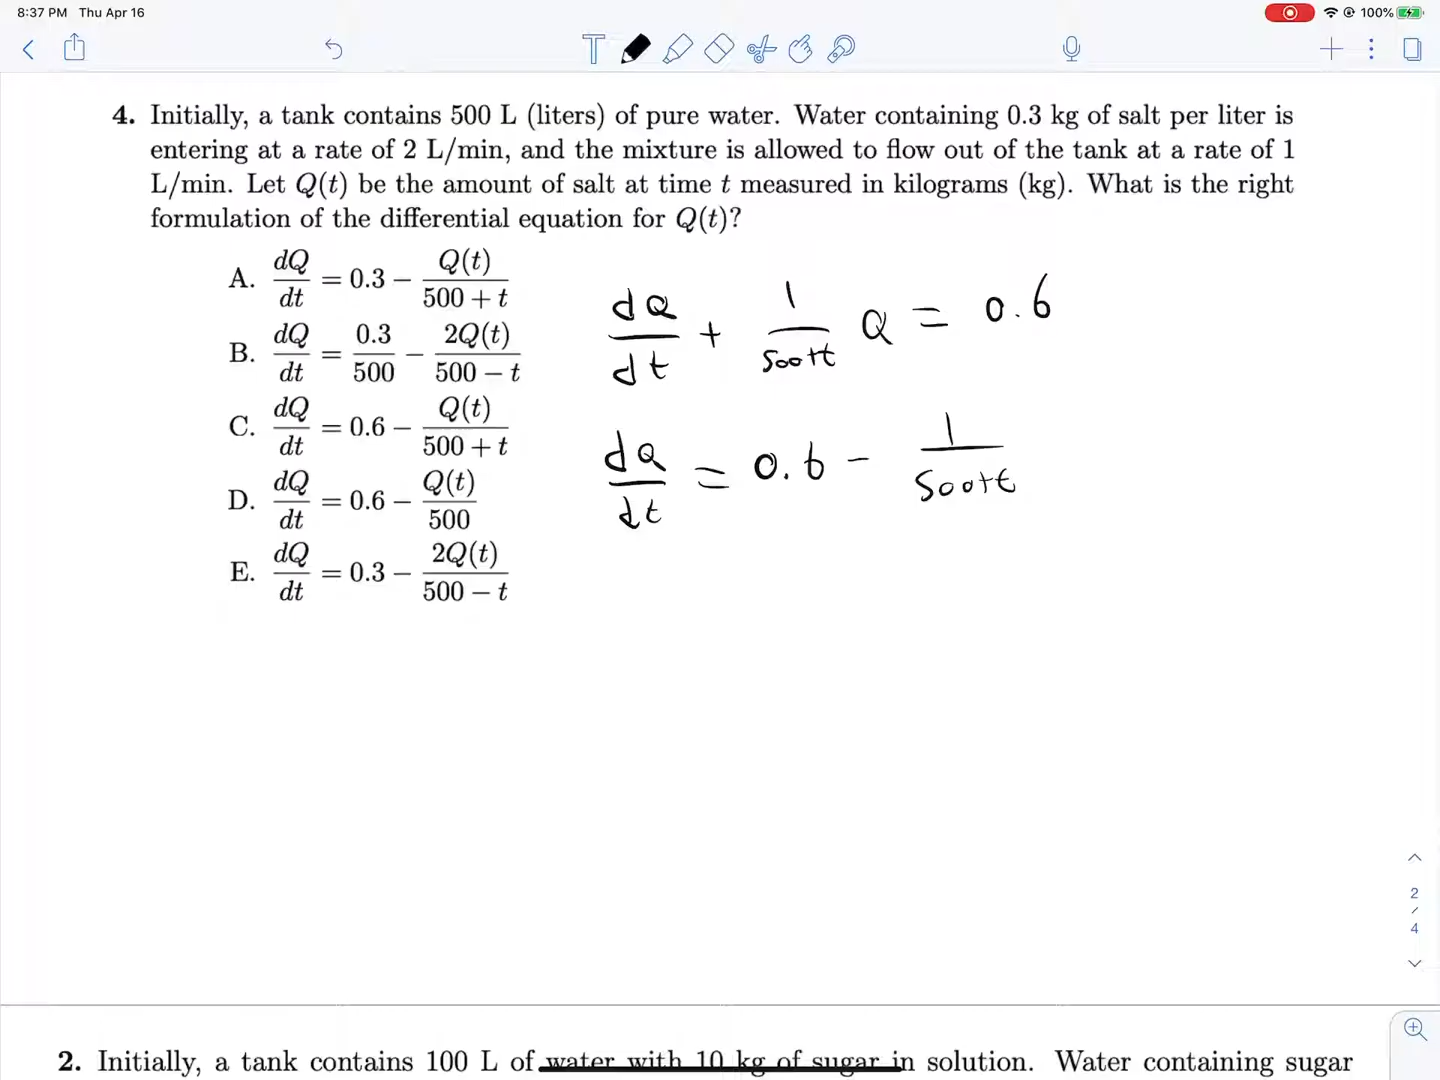 8:37 PM Thu Apr 16
100%
T
4. Initially, a tank contains 500 L (liters) of pure water. Water containing 0.3 kg of salt per liter is
entering at a rate of 2 L/min, and the mixture is allowed to flow out of the tank at a rate of 1
L/min. Let Q(t) be the amount of salt at time t measured in kilograms (kg). What is the right
formulation of the differential equation for Q(t)?
A. dQ/dt = 0.3 − Q(t)/(500 + t)
B. dQ/dt = 0.3/500 − 2Q(t)/(500 − t)
C. dQ/dt = 0.6 − Q(t)/(500 + t)
D. dQ/dt = 0.6 − Q(t)/500
E. dQ/dt = 0.3 − 2Q(t)/(500 − t)
dQ/dt + 1/(500+t) Q = 0.6
dQ/dt = 0.6 − 1/(500+t)
2
/
4
2. Initially, a tank contains 100 L of water with 10 kg of sugar in solution. Water containing sugar